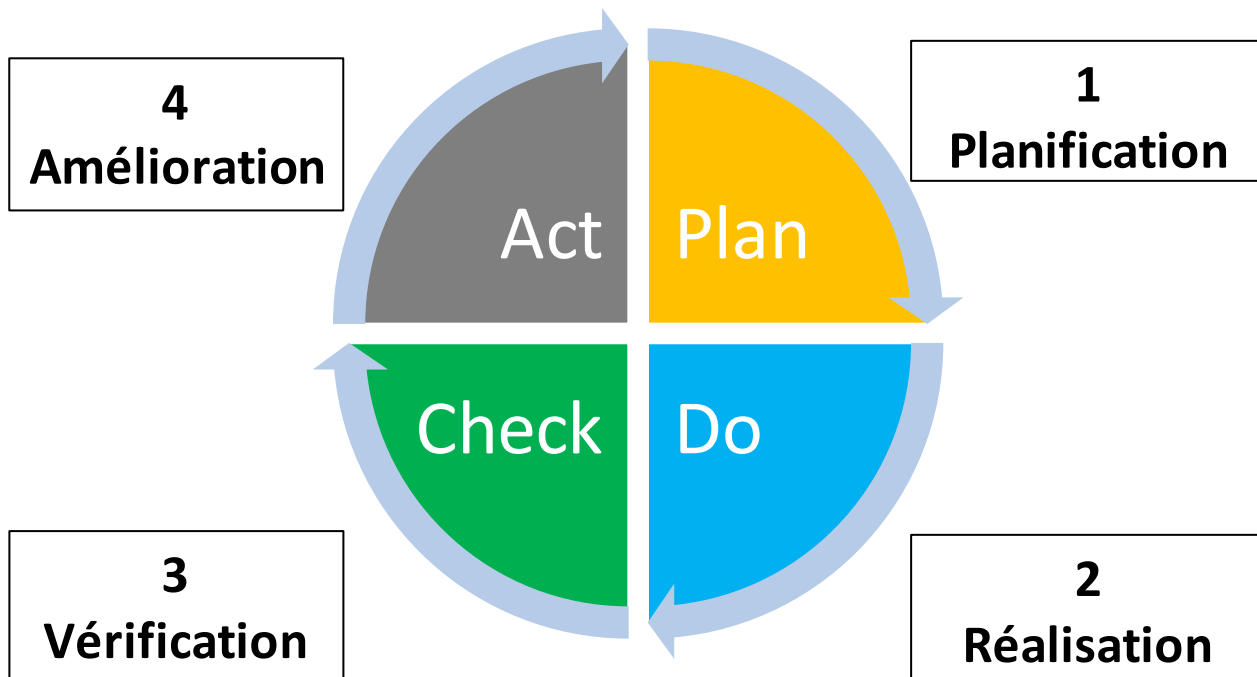 4
Amélioration
1
Planification
Act
Plan
Check
Do
3
Vérification
2
Réalisation